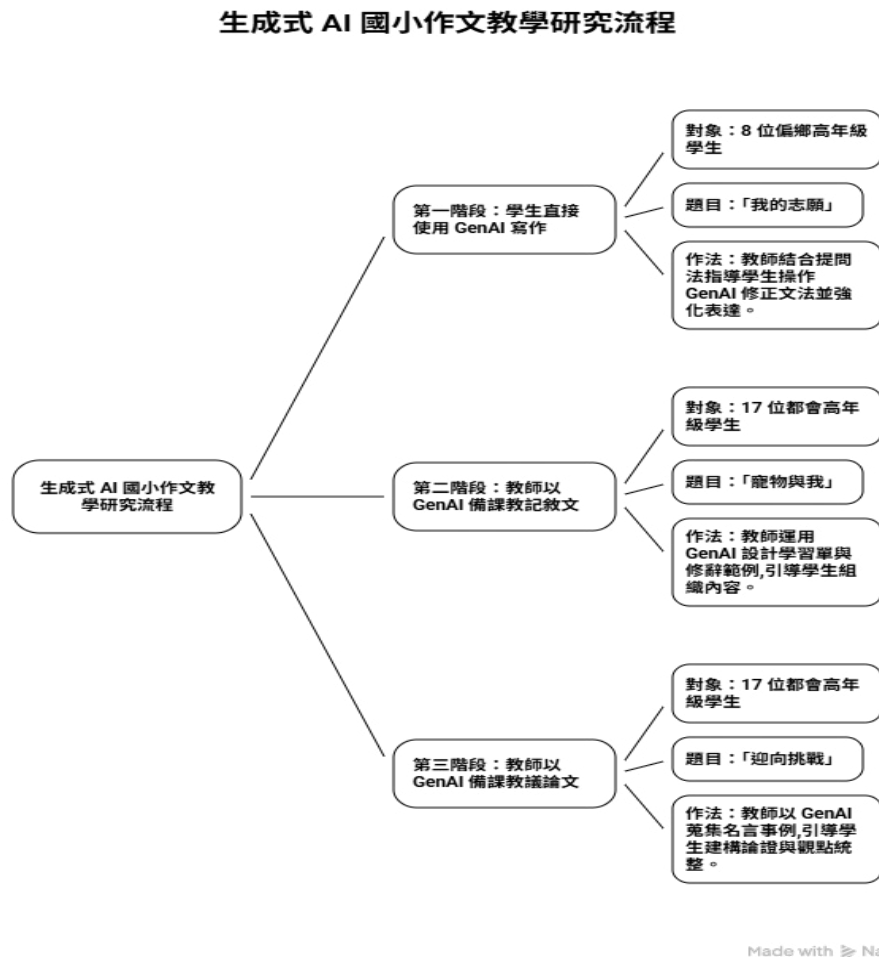 生成式 AI 國小作文教學研究流程
對象：8 位偏鄉高年級
學生
第一階段：學生直接
使用 GenAI 寫作
題目：「我的志願」
作法：教師結合提問
法指導學生操作
GenAI 修正文法並強
化表達。
對象：17 位都會高年
級學生
生成式 AI 國小作文教
學研究流程
第二階段：教師以
GenAI 備課教記敘文
題目：「寵物與我」
作法：教師運用
GenAI 設計學習單與
修辭範例,引導學生組
織內容。
對象：17 位都會高年
級學生
第三階段：教師以
GenAI 備課教議論文
題目：「迎向挑戰」
作法：教師以 GenAI
蒐集名言事例,引導學
生建構論證與觀點統
整。
Made with Na